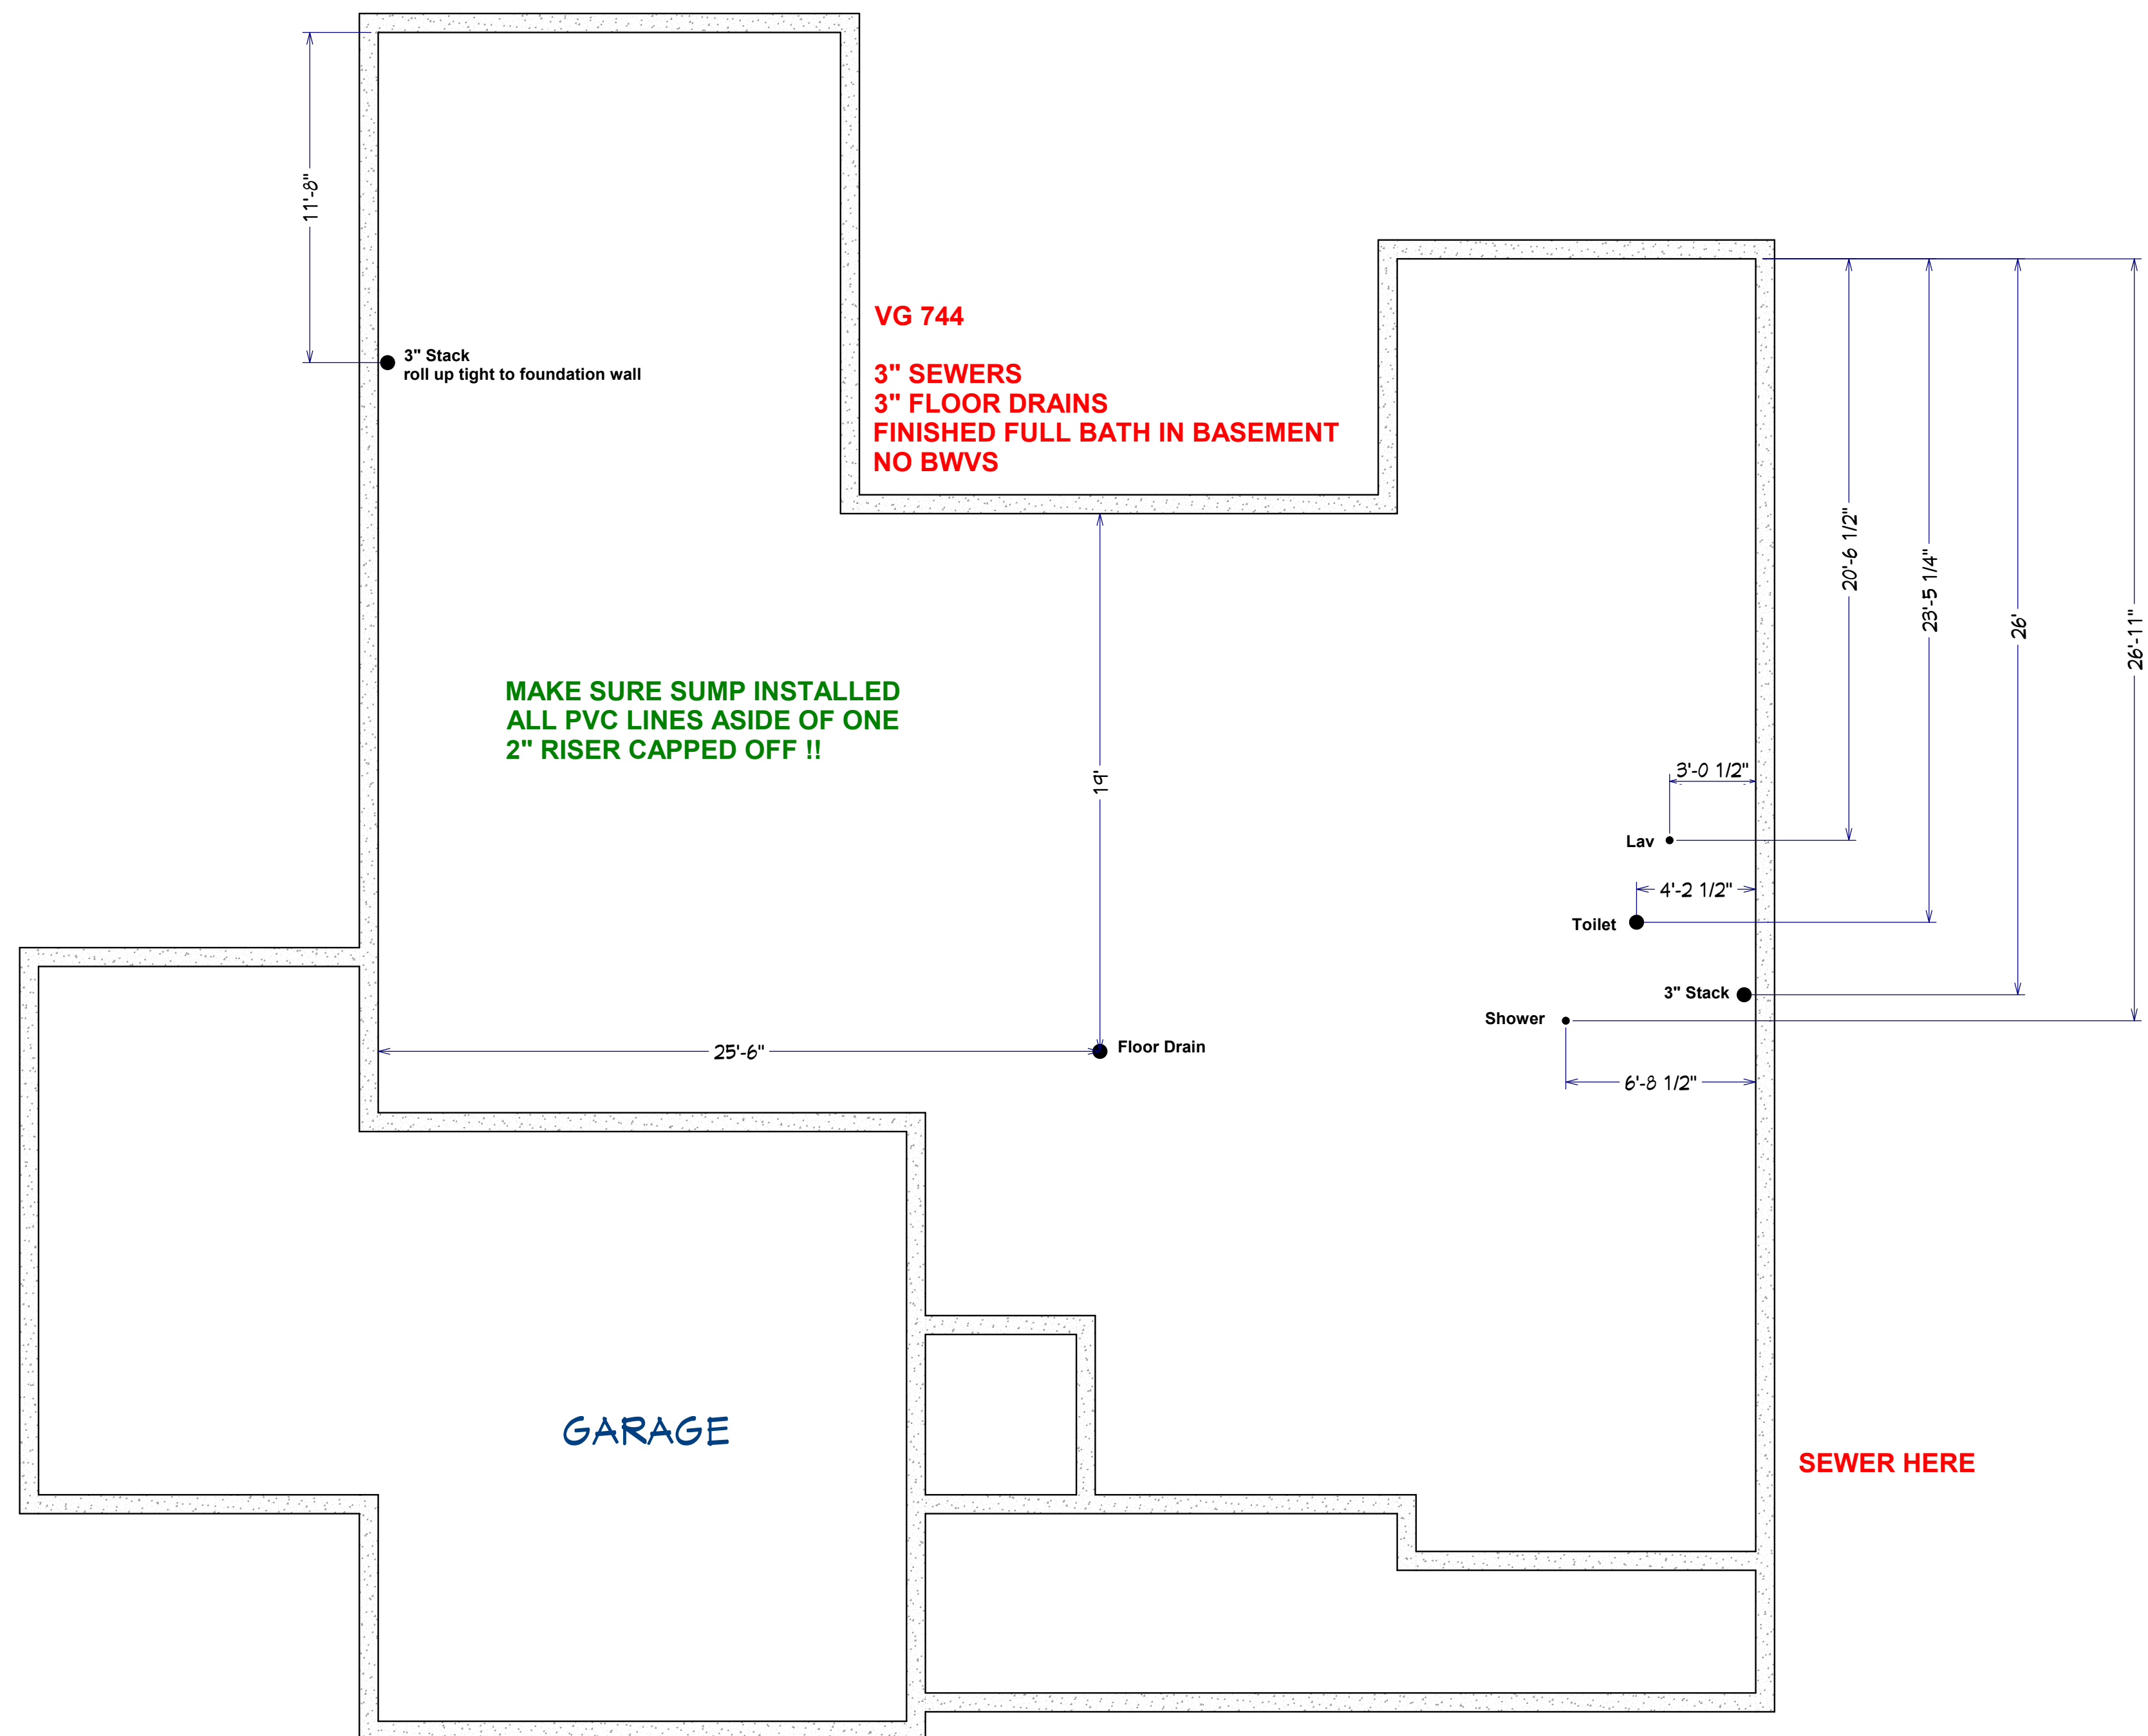 11'-8"
3" Stack
roll up tight to foundation wall
VG 744
3" SEWERS
3" FLOOR DRAINS
FINISHED FULL BATH IN BASEMENT
NO BWVS
20'-6 1/2"
23'-5 1/4"
26'
26'-11"
MAKE SURE SUMP INSTALLED
ALL PVC LINES ASIDE OF ONE
2" RISER CAPPED OFF !!
19'
3'-0 1/2"
Lav
4'-2 1/2"
Toilet
3" Stack
Shower
25'-6"
Floor Drain
6'-8 1/2"
GARAGE
SEWER HERE